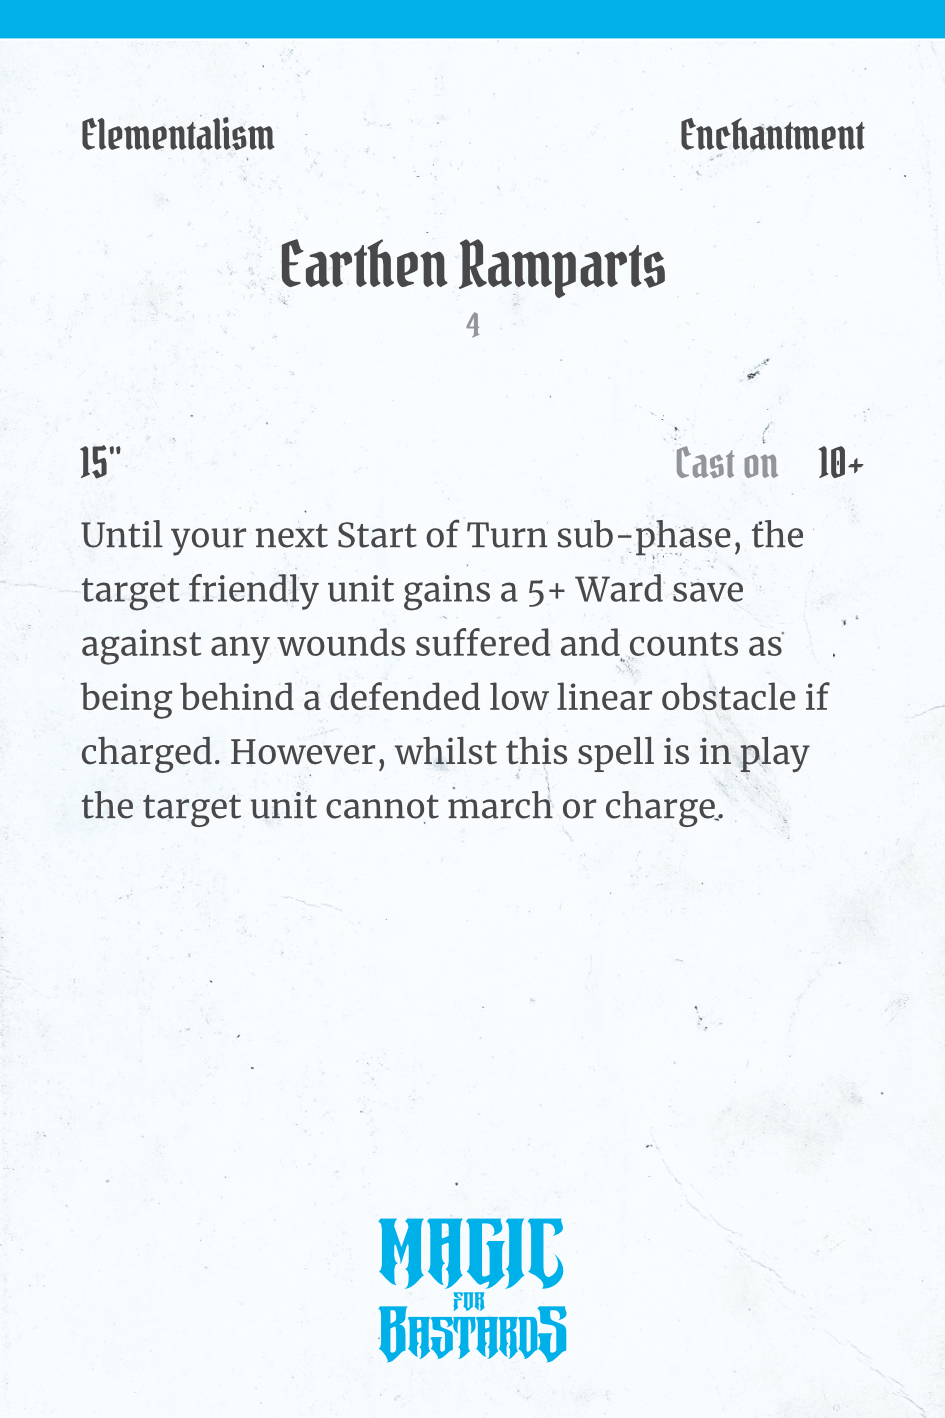 Elementalism Enchantment
Earthen Ramparts
4
15" Cast on 10+
Until your next Start of Turn sub-phase, the
target friendly unit gains a 5+ Ward save
against any wounds suffered and counts as
being behind a defended low linear obstacle if
charged. However, whilst this spell is in play
the target unit cannot march or charge.
MAGIC
FOR
BASTARDS